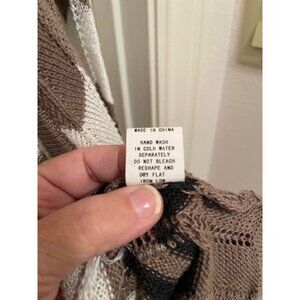 MADE IN CHINA
HAND WASH
IN COLD WATER
SEPARATELY
DO NOT BLEACH
RESHAPE AND
DRY FLAT
IRON LOW